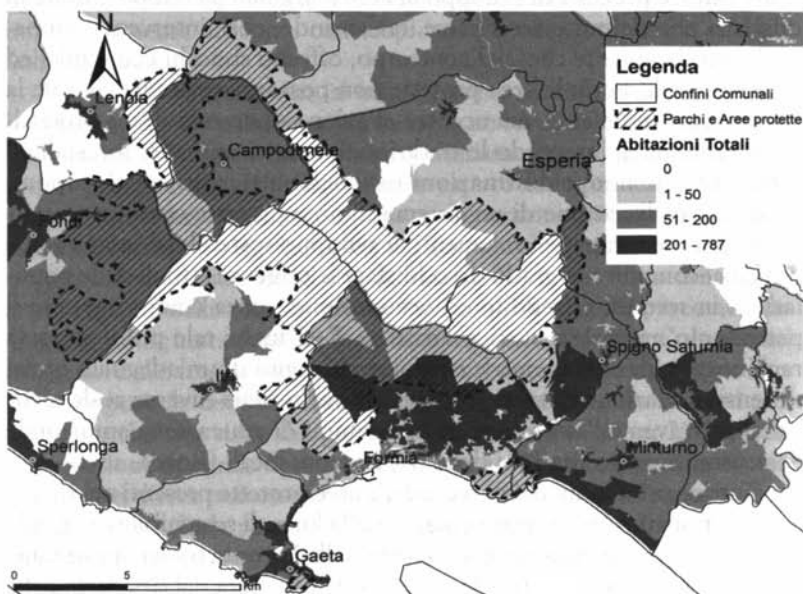 N
Lenola
Campodimele
Esperia
Fondi
Spigno Saturnia
Sperlonga
Formia
Minturno
Gaeta
0 5 10
Km
Legenda
Confini Comunali
Parchi e Aree protette
Abitazioni Totali
0
1 - 50
51 - 200
201 - 787